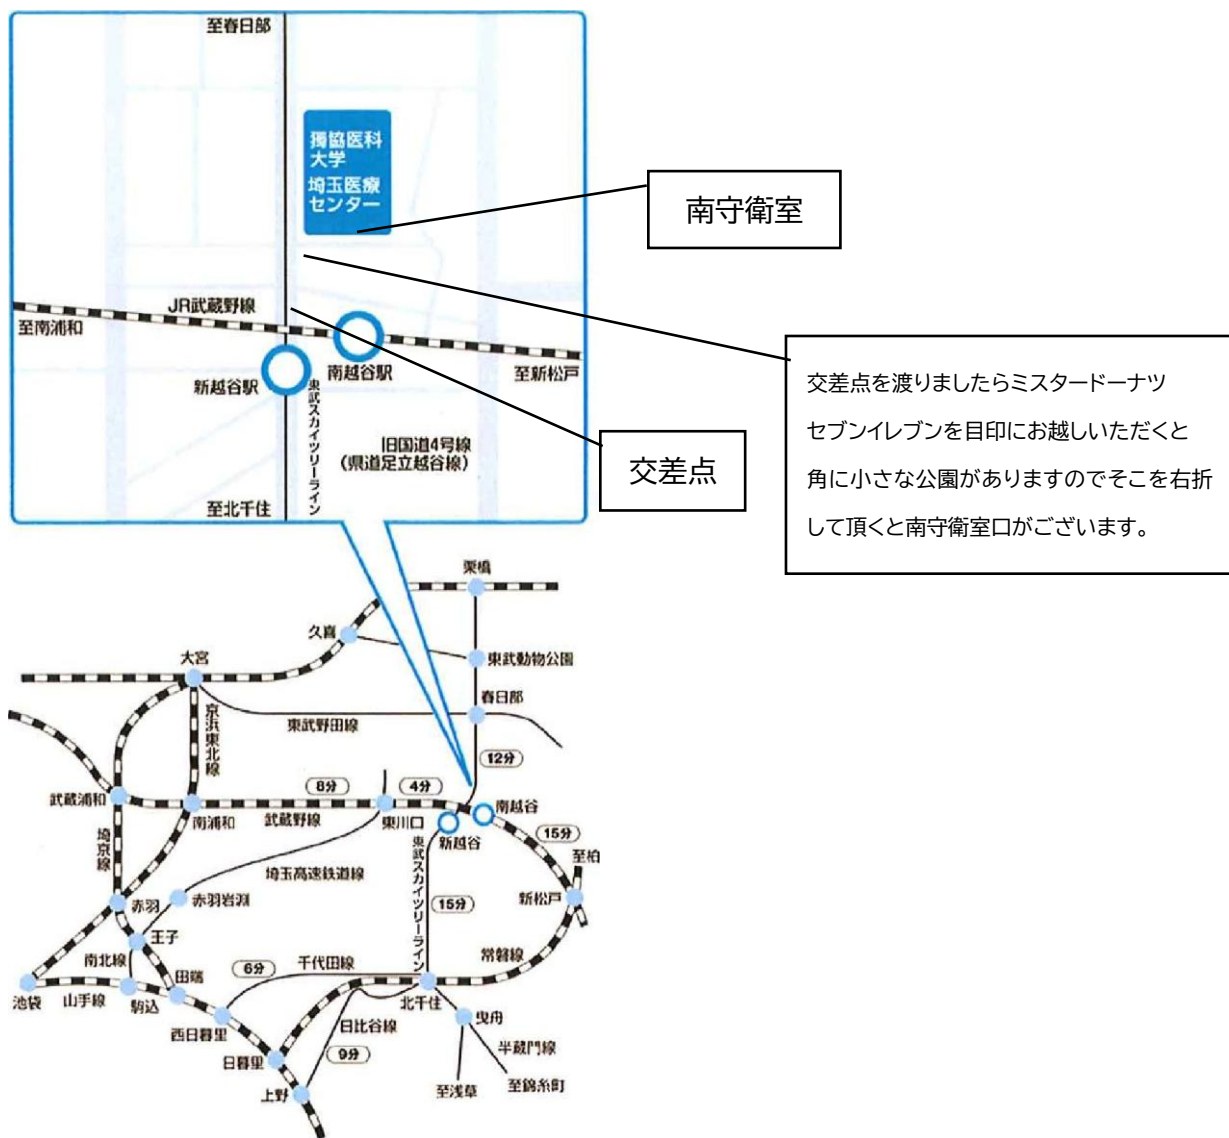 至春日部
獨協医科
大学
埼玉医療
センター
南守衛室
JR武蔵野線
至南浦和
南越谷駅
至新松戸
新越谷駅
東武スカイツリーライン
旧国道4号線
(県道足立越谷線)
至北千住
交差点
交差点を渡りましたらミスタードーナツ
セブンイレブンを目印にお越しいただくと
角に小さな公園がありますのでそこを右折
して頂くと南守衛室口がございます。
栗橋
久喜
大宮
東武動物公園
春日部
京浜東北線
東武野田線
12分
8分
4分
武蔵浦和
南浦和
武蔵野線
東川口
南越谷
新越谷
15分
至柏
埼京線
埼玉高速鉄道線
東武スカイツリーライン
赤羽
赤羽岩淵
15分
新松戸
王子
南北線
田端
6分
千代田線
常磐線
池袋
山手線
駒込
西日暮里
北千住
日比谷線
曳舟
半蔵門線
日暮里
9分
上野
至浅草
至錦糸町